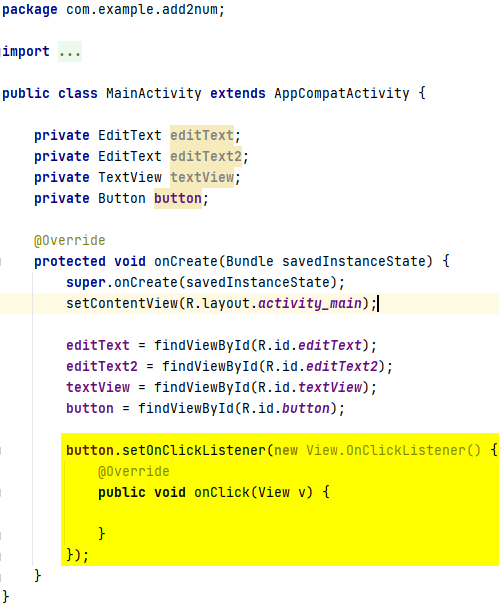 package com.example.add2num;
import ...
public class MainActivity extends AppCompatActivity {
private EditText editText;
private EditText editText2;
private TextView textView;
private Button button;
@Override
protected void onCreate(Bundle savedInstanceState) {
super.onCreate(savedInstanceState);
setContentView(R.layout.activity_main);
editText = findViewById(R.id.editText);
editText2 = findViewById(R.id.editText2);
textView = findViewById(R.id.textView);
button = findViewById(R.id.button);
button.setOnClickListener(new View.OnClickListener() {
@Override
public void onClick(View v) {
}
});
}
}